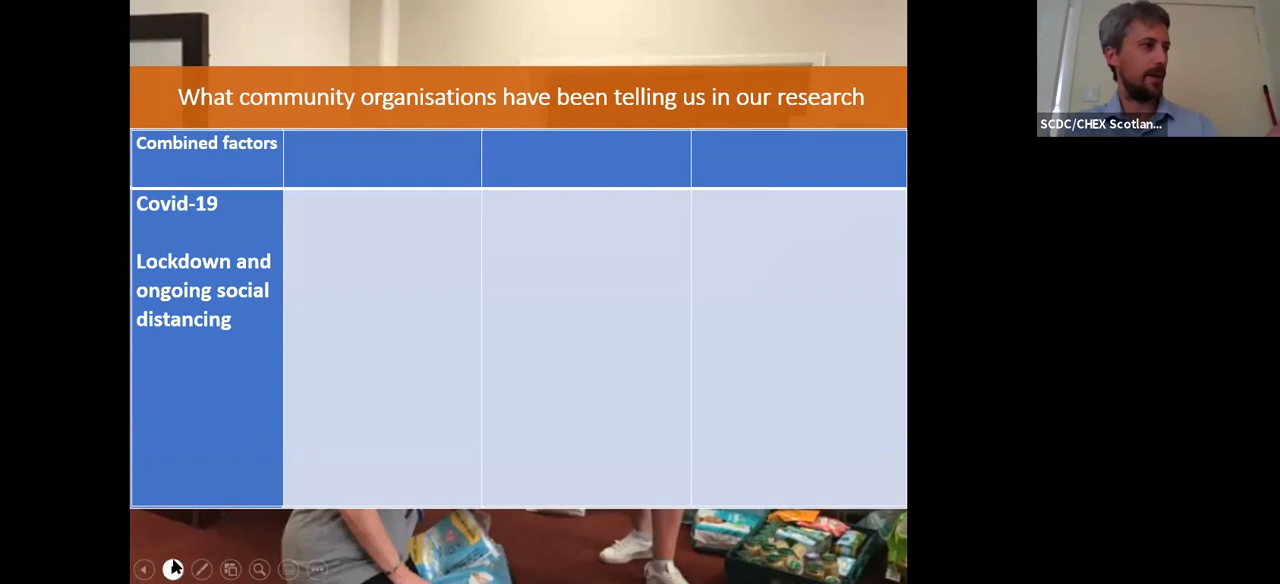 What community organisations have been telling us in our research
Combined factors
Covid-19
Lockdown and
ongoing social
distancing
SCDC/CHEX Scotlan...